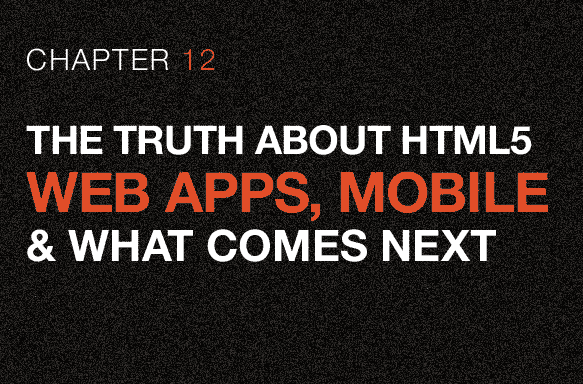 CHAPTER 12
THE TRUTH ABOUT HTML5
WEB APPS, MOBILE
& WHAT COMES NEXT